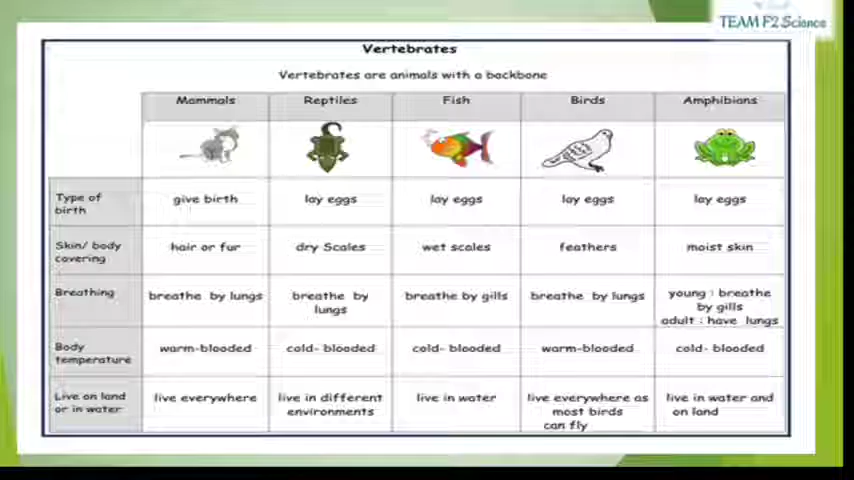 TEAM F2 Science
Vertebrates
Vertebrates are animals with a backbone
Mammals Reptiles Fish Birds Amphibians
Type of birth give birth lay eggs lay eggs lay eggs lay eggs
Skin/ body covering hair or fur dry Scales wet scales feathers moist skin
Breathing breathe by lungs breathe by lungs breathe by gills breathe by lungs young : breathe by gills adult : have lungs
Body temperature warm-blooded cold- blooded cold- blooded warm-blooded cold- blooded
Live on land or in water live everywhere live in different environments live in water live everywhere as most birds can fly live in water and on land